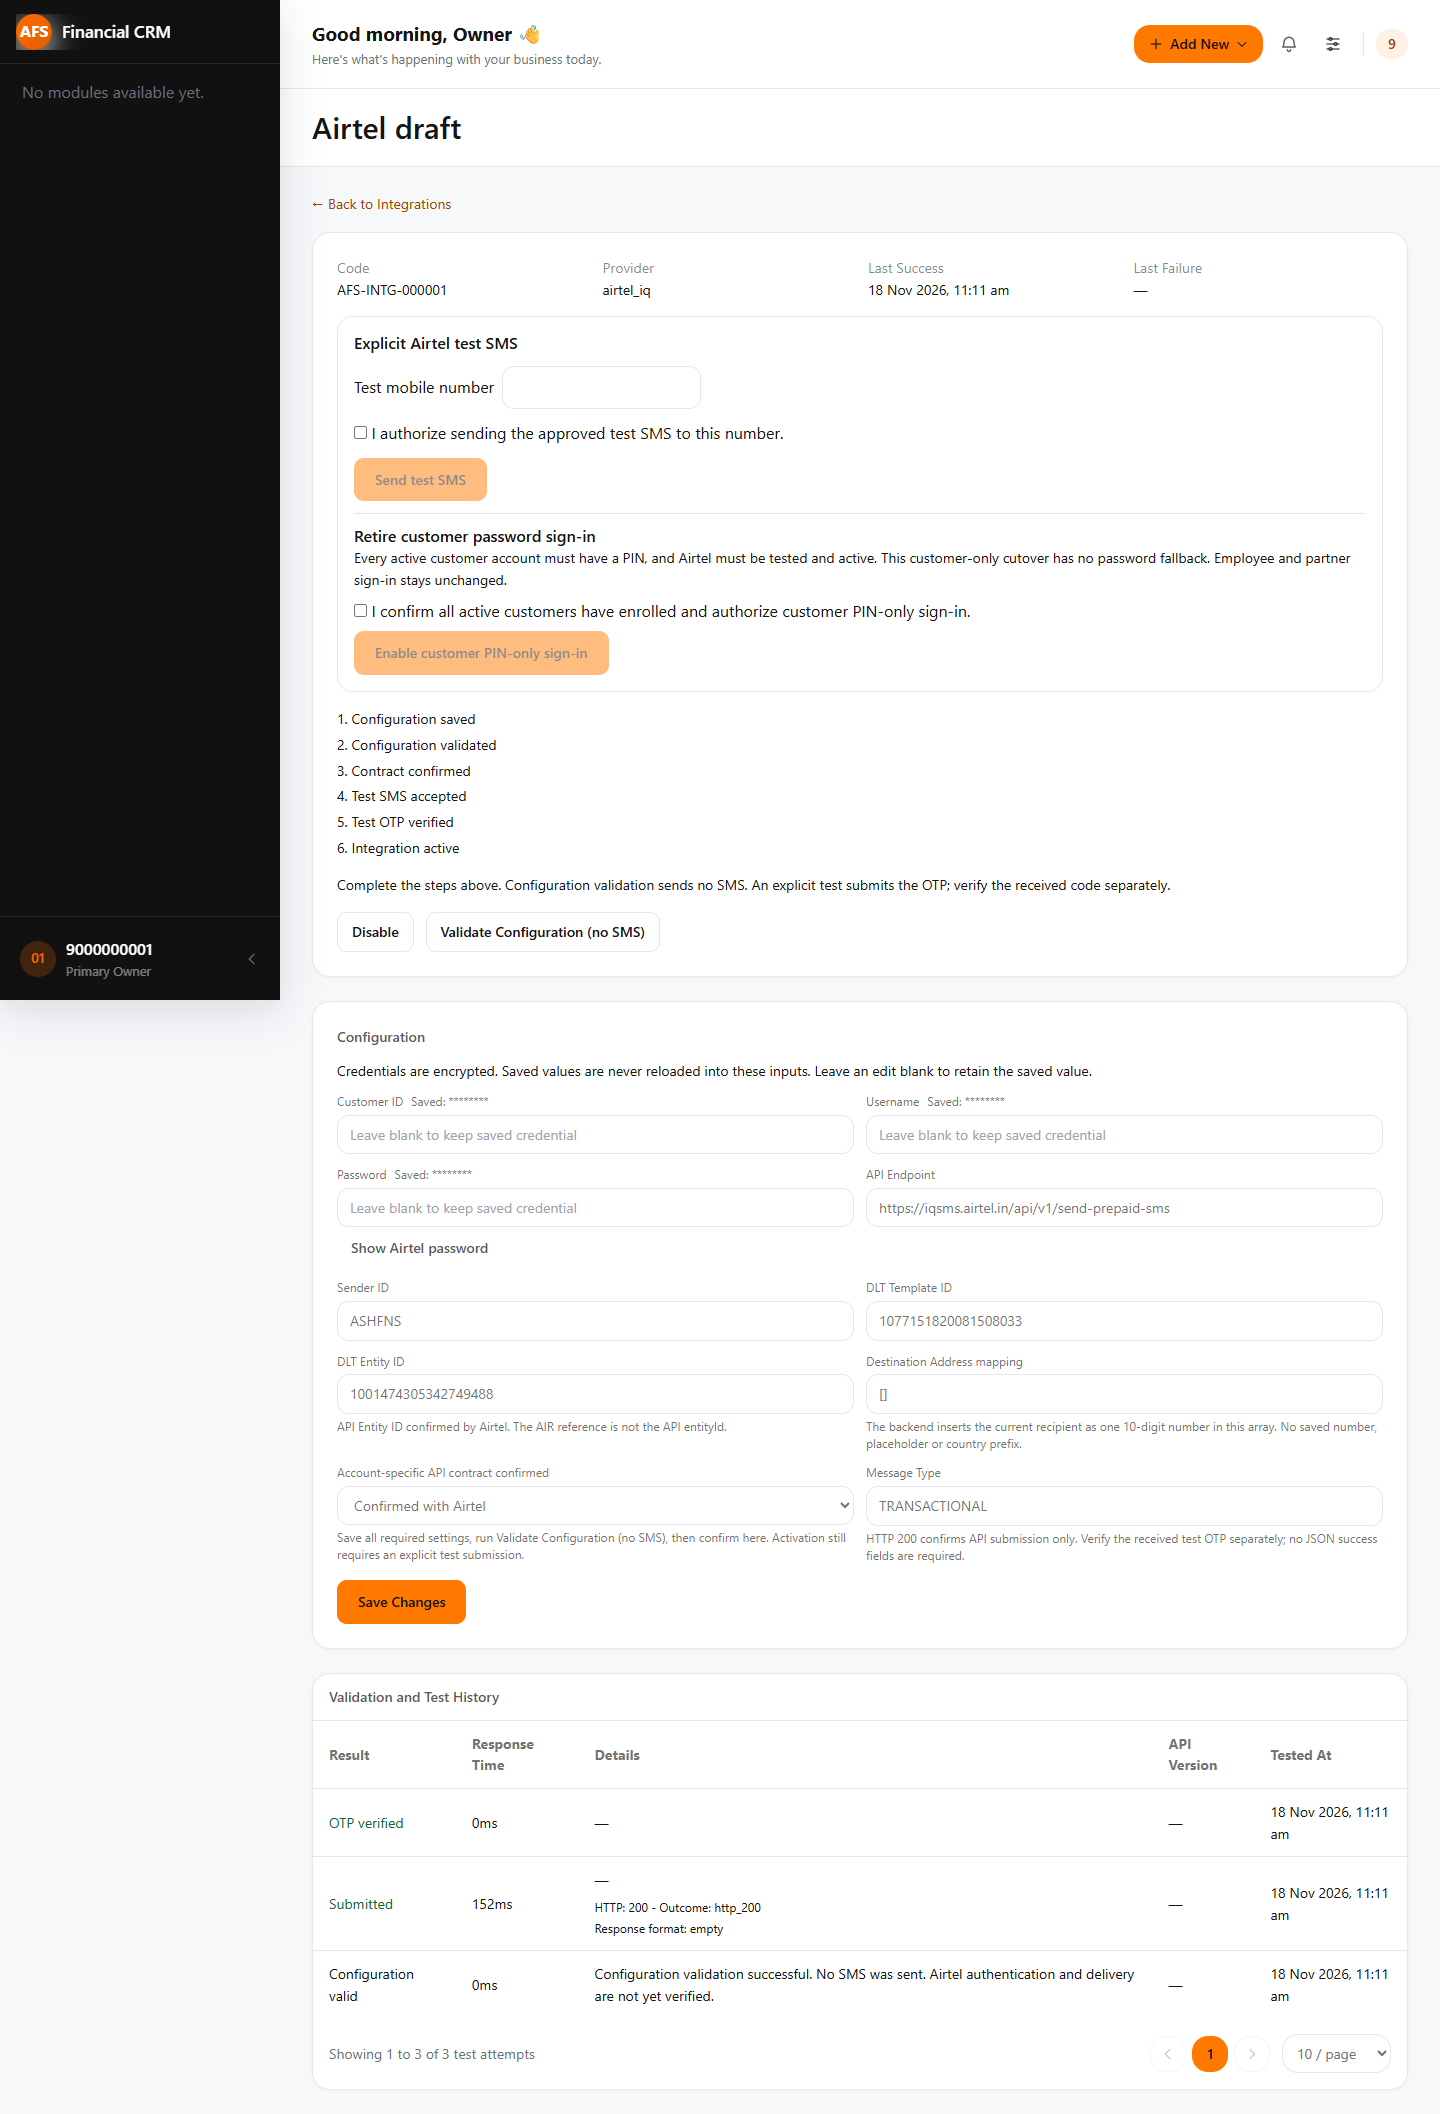 AFS Financial CRM
No modules available yet.
01
9000000001
Primary Owner
Good morning, Owner 👋
Here's what's happening with your business today.
+ Add New
9
Airtel draft
← Back to Integrations
Code
AFS-INTG-000001
Provider
airtel_iq
Last Success
18 Nov 2026, 11:11 am
Last Failure
—
Explicit Airtel test SMS
Test mobile number
I authorize sending the approved test SMS to this number.
Send test SMS
Retire customer password sign-in
Every active customer account must have a PIN, and Airtel must be tested and active. This customer-only cutover has no password fallback. Employee and partner
sign-in stays unchanged.
I confirm all active customers have enrolled and authorize customer PIN-only sign-in.
Enable customer PIN-only sign-in
1. Configuration saved
2. Configuration validated
3. Contract confirmed
4. Test SMS accepted
5. Test OTP verified
6. Integration active
Complete the steps above. Configuration validation sends no SMS. An explicit test submits the OTP; verify the received code separately.
Disable
Validate Configuration (no SMS)
Configuration
Credentials are encrypted. Saved values are never reloaded into these inputs. Leave an edit blank to retain the saved value.
Customer ID Saved: ********
Leave blank to keep saved credential
Username Saved: ********
Leave blank to keep saved credential
Password Saved: ********
Leave blank to keep saved credential
Show Airtel password
API Endpoint
https://iqsms.airtel.in/api/v1/send-prepaid-sms
Sender ID
ASHFNS
DLT Template ID
1077151820081508033
DLT Entity ID
1001474305342749488
API Entity ID confirmed by Airtel. The AIR reference is not the API entityId.
Destination Address mapping
[]
The backend inserts the current recipient as one 10-digit number in this array. No saved number,
placeholder or country prefix.
Account-specific API contract confirmed
Confirmed with Airtel
Save all required settings, run Validate Configuration (no SMS), then confirm here. Activation still
requires an explicit test submission.
Message Type
TRANSACTIONAL
HTTP 200 confirms API submission only. Verify the received test OTP separately; no JSON success
fields are required.
Save Changes
Validation and Test History
Result
Response
Time
Details
API
Version
Tested At
OTP verified
0ms
—
—
18 Nov 2026, 11:11
am
Submitted
152ms
—
HTTP: 200 - Outcome: http_200
Response format: empty
—
18 Nov 2026, 11:11
am
Configuration
valid
0ms
Configuration validation successful. No SMS was sent. Airtel authentication and delivery
are not yet verified.
—
18 Nov 2026, 11:11
am
Showing 1 to 3 of 3 test attempts
1
10 / page